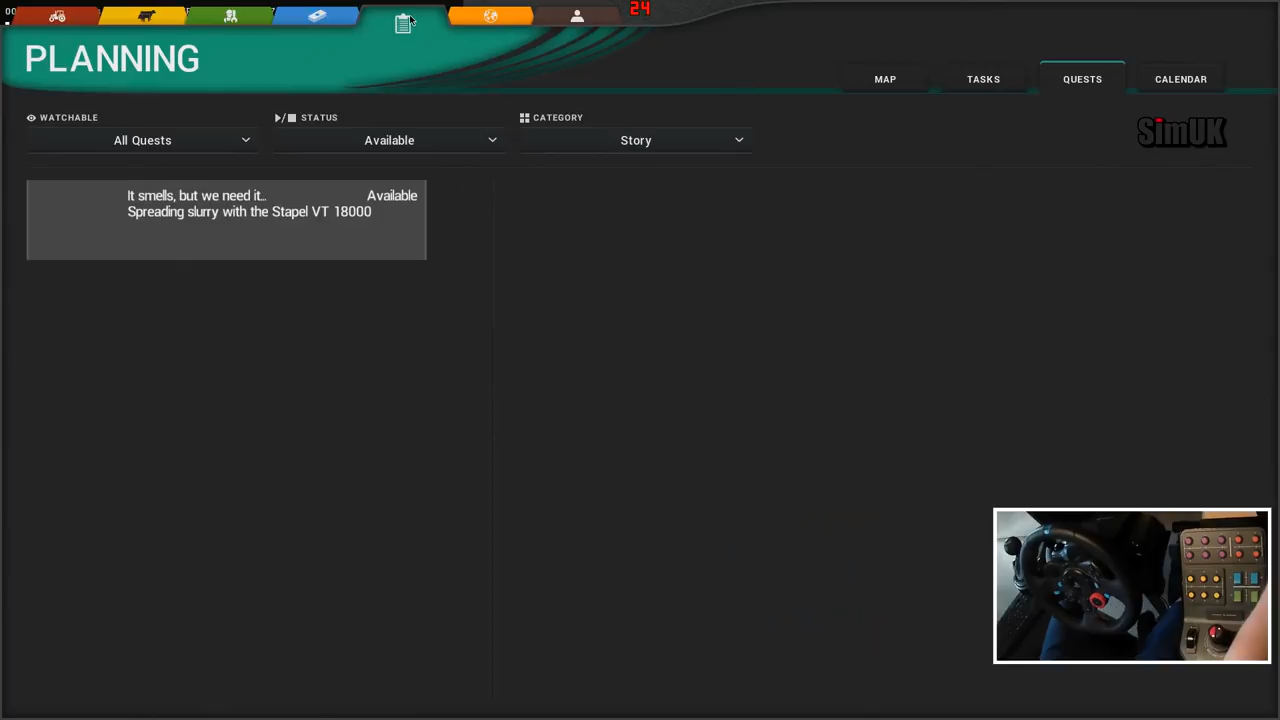 00
24
PLANNING
MAP
TASKS
QUESTS
CALENDAR
WATCHABLE
STATUS
CATEGORY
All Quests
Available
Story
SimUK
It smells, but we need it..
Available
Spreading slurry with the Stapel VT 18000